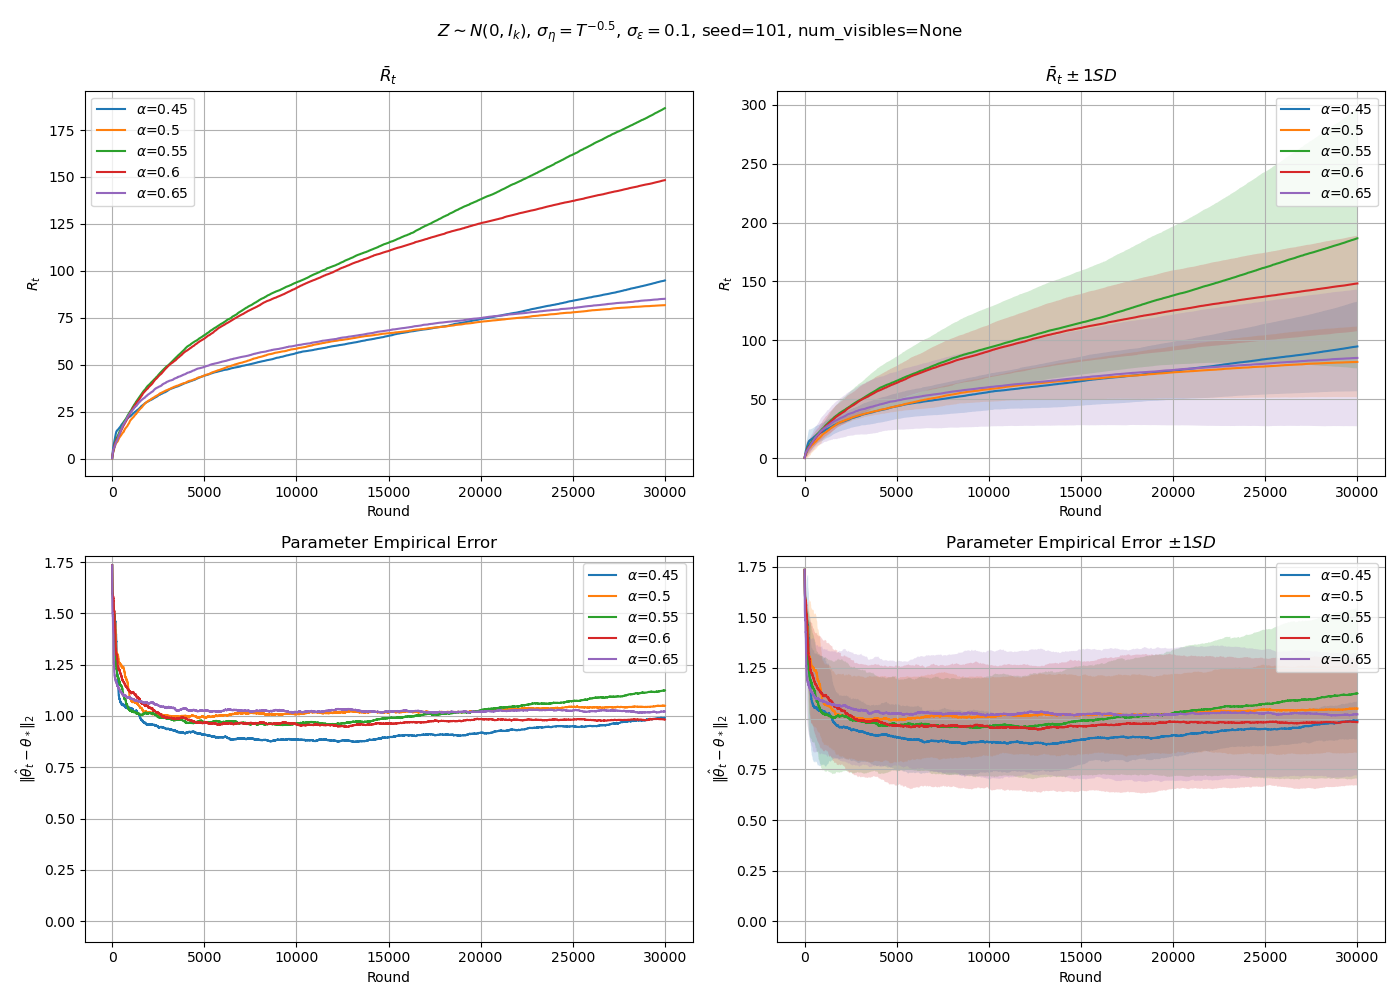 Z ~ N(0, I_k), σ_η = T^{−0.5}, σ_ε = 0.1, seed=101, num_visibles=None
R̄_t
R_t
175
150
125
100
75
50
25
0
α=0.45
α=0.5
α=0.55
α=0.6
α=0.65
0 5000 10000 15000 20000 25000 30000
Round
R̄_t ± 1SD
R_t
300
250
200
150
100
50
0
α=0.45
α=0.5
α=0.55
α=0.6
α=0.65
0 5000 10000 15000 20000 25000 30000
Round
Parameter Empirical Error
‖θ̂_t − θ_*‖_2
1.75
1.50
1.25
1.00
0.75
0.50
0.25
0.00
α=0.45
α=0.5
α=0.55
α=0.6
α=0.65
0 5000 10000 15000 20000 25000 30000
Round
Parameter Empirical Error ±1SD
‖θ̂_t − θ_*‖_2
1.75
1.50
1.25
1.00
0.75
0.50
0.25
0.00
α=0.45
α=0.5
α=0.55
α=0.6
α=0.65
0 5000 10000 15000 20000 25000 30000
Round